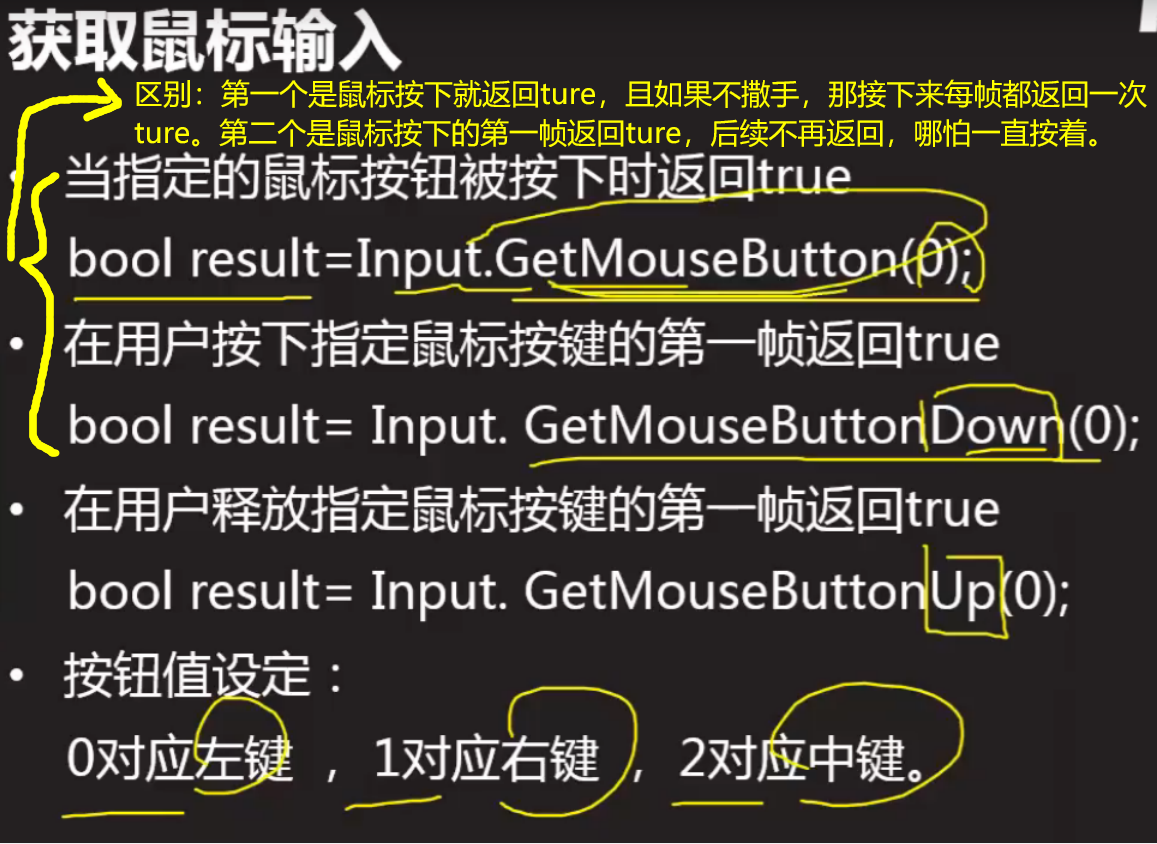 获取鼠标输入
区别：第一个是鼠标按下就返回ture，且如果不撒手，那接下来每帧都返回一次
ture。第二个是鼠标按下的第一帧返回ture，后续不再返回，哪怕一直按着。
• 当指定的鼠标按钮被按下时返回true
bool result=Input.GetMouseButton(0);
• 在用户按下指定鼠标按键的第一帧返回true
bool result= Input. GetMouseButtonDown(0);
• 在用户释放指定鼠标按键的第一帧返回true
bool result= Input. GetMouseButtonUp(0);
• 按钮值设定：
0对应左键 ，1对应右键 ，2对应中键。